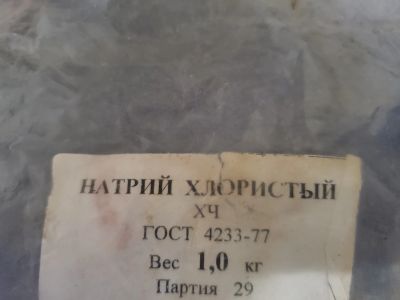 НАТРИЙ ХЛОРИСТЫЙ
ХЧ
ГОСТ 4233-77
Вес 1,0 кг
Партия 29